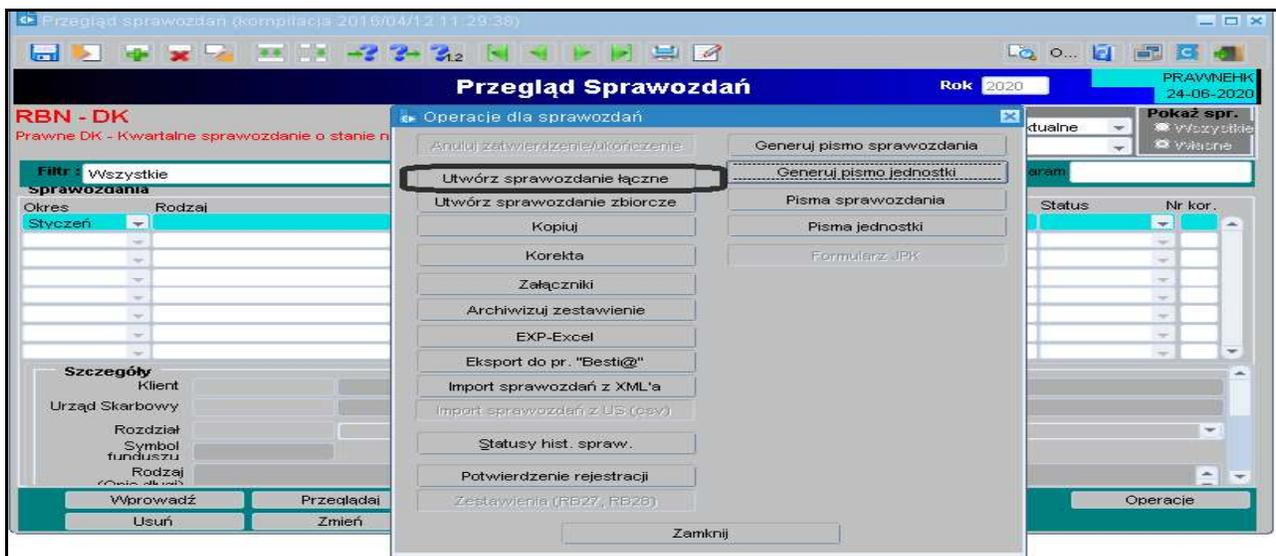 Przegląd sprawozdań (kompilacja 2016/04/12 11:29:38)
O...
Przegląd Sprawozdań
Rok 2020
PRAWNEHK
24-06-2020
RBN - DK
Prawne DK - Kwartalne sprawozdanie o stanie n
Filtr : Wszystkie
ktualne
Pokaż spr.
Wszystkie
Własne
aram
Sprawozdania
Okres Rodzaj Status Nr kor.
Styczeń
Szczegóły
Klient
Urząd Skarbowy
Rozdział
Symbol
funduszu
Rodzaj
(Opis długi)
Wprowadź Przeglądaj Operacje
Usuń Zmień
Operacje dla sprawozdań
Anuluj zatwierdzenie/ukończenie
Utwórz sprawozdanie łączne
Utwórz sprawozdanie zbiorcze
Kopiuj
Korekta
Załączniki
Archiwizuj zestawienie
EXP-Excel
Eksport do pr. "Besti@"
Import sprawozdań z XML'a
Import sprawozdań z US (csv)
Statusy hist. spraw.
Potwierdzenie rejestracji
Zestawienia (RB27, RB28)
Generuj pismo sprawozdania
Generuj pismo jednostki
Pisma sprawozdania
Pisma jednostki
Formularz JPK
Zamknij